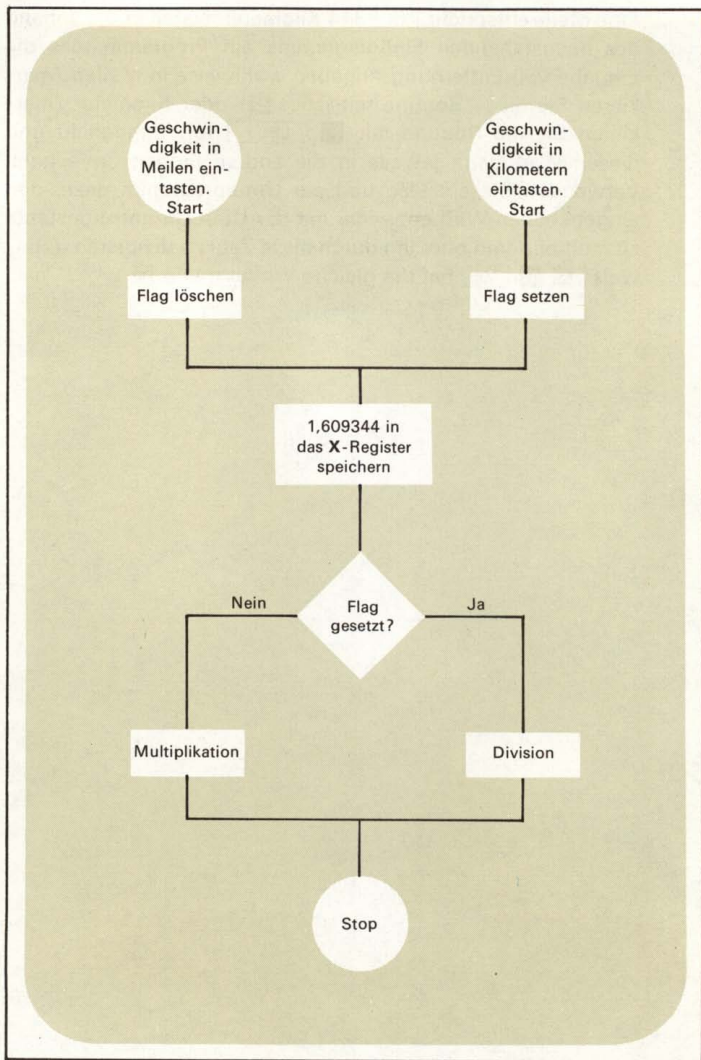 Geschwin-
digkeit in
Meilen ein-
tasten.
Start
Geschwin-
digkeit in
Kilometern
eintasten.
Start
Flag löschen
Flag setzen
1,609344 in
das X-Register
speichern
Nein
Flag
gesetzt?
Ja
Multiplikation
Division
Stop